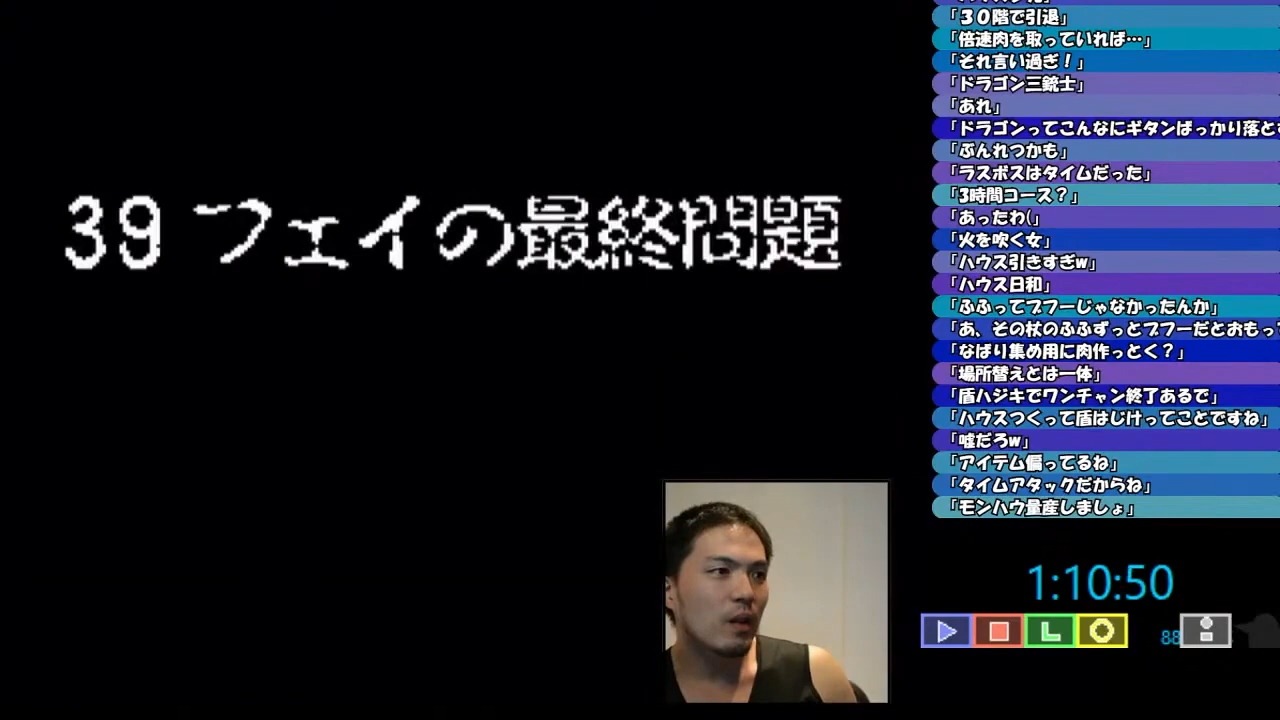 39 フェイの最終問題
「３０階で引退」
「倍速肉を取っていれば…」
「それ言い過ぎ！」
「ドラゴン三銃士」
「あれ」
「ドラゴンってこんなにギタンばっかり落と
「ぶんれつかも」
「ラスボスはタイムだった」
「3時間コース？」
「あったわ(」
「火を吹く女」
「ハウス引きすぎw」
「ハウス日和」
「ふふってブフーじゃなかったんか」
「あ、その杖のふふずっとブフーだとおもって
「なばり集め用に肉作っとく？」
「場所替えとは一体」
「盾ハジキでワンチャン終了あるで」
「ハウスつくって盾はじけってことですね」
「嘘だろw」
「アイテム偏ってるね」
「タイムアタックだからね」
「モンハウ量産しましょ」
1:10:50
88